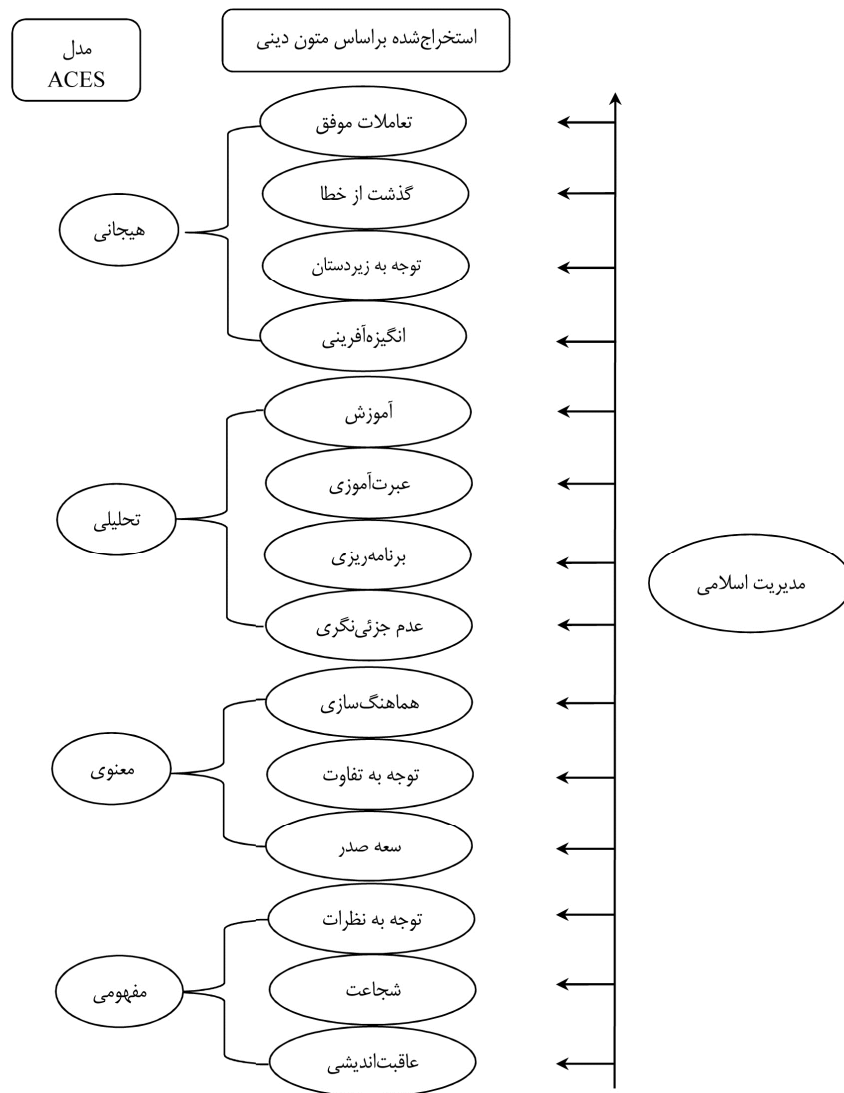 استخراج‌شده براساس متون دینی
مدل
ACES
تعاملات موفق
گذشت از خطا
توجه به زیردستان
انگیزه‌آفرینی
هیجانی
آموزش
عبرت‌آموزی
برنامه‌ریزی
عدم جزئی‌نگری
تحلیلی
مدیریت اسلامی
هماهنگ‌سازی
توجه به تفاوت
سعه صدر
معنوی
توجه به نظرات
شجاعت
عاقبت‌اندیشی
مفهومی